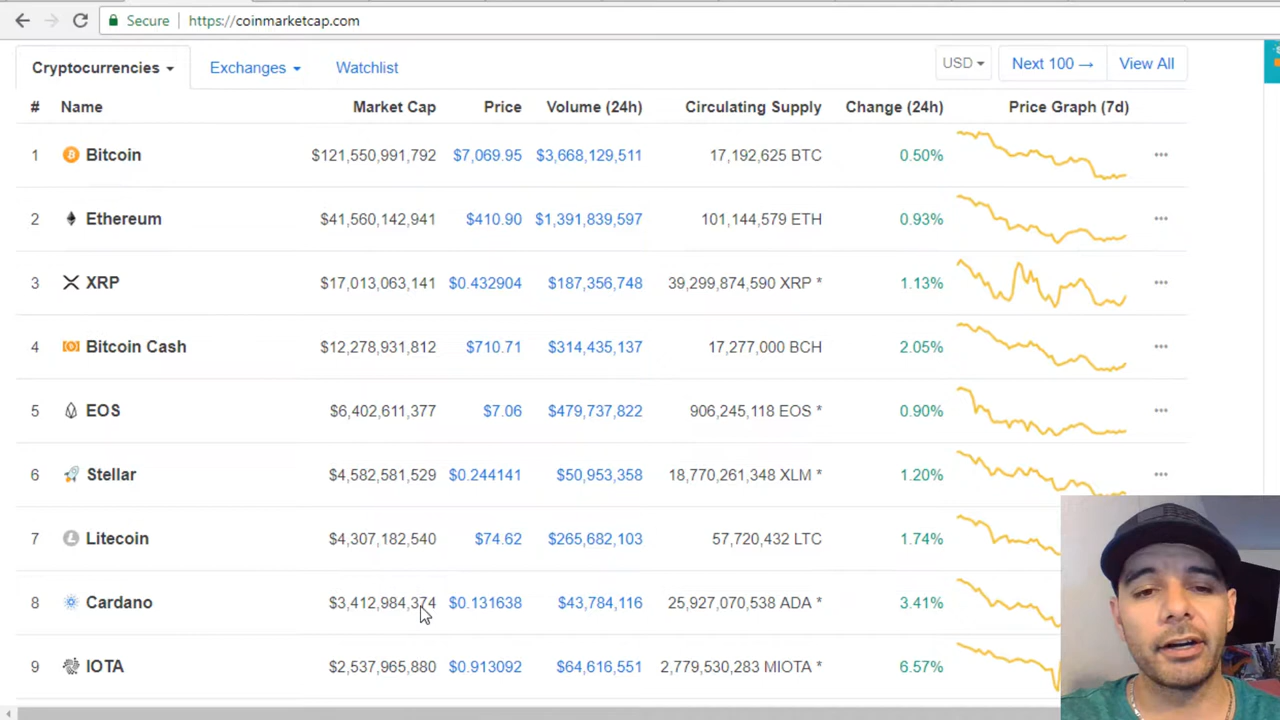 Secure https://coinmarketcap.com
Cryptocurrencies Exchanges Watchlist USD Next 100 → View All
# Name Market Cap Price Volume (24h) Circulating Supply Change (24h) Price Graph (7d)
1 Bitcoin $121,550,991,792 $7,069.95 $3,668,129,511 17,192,625 BTC 0.50%
2 Ethereum $41,560,142,941 $410.90 $1,391,839,597 101,144,579 ETH 0.93%
3 XRP $17,013,063,141 $0.432904 $187,356,748 39,299,874,590 XRP * 1.13%
4 Bitcoin Cash $12,278,931,812 $710.71 $314,435,137 17,277,000 BCH 2.05%
5 EOS $6,402,611,377 $7.06 $479,737,822 906,245,118 EOS * 0.90%
6 Stellar $4,582,581,529 $0.244141 $50,953,358 18,770,261,348 XLM * 1.20%
7 Litecoin $4,307,182,540 $74.62 $265,682,103 57,720,432 LTC 1.74%
8 Cardano $3,412,984,374 $0.131638 $43,784,116 25,927,070,538 ADA * 3.41%
9 IOTA $2,537,965,880 $0.913092 $64,616,551 2,779,530,283 MIOTA * 6.57%